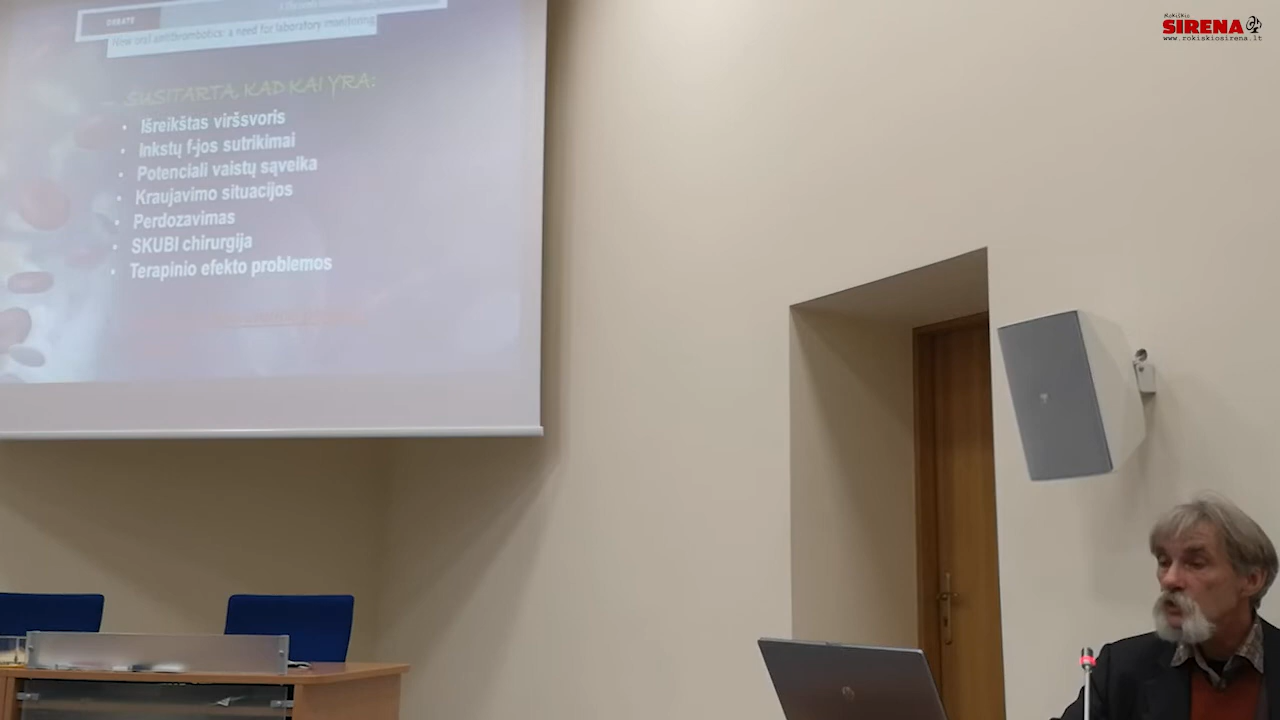 Rokiškio
SIRENA
www.rokiskiosirena.lt
DEBATE
New oral antithrombotics: a need for laboratory monitoring
SUSITARTA, KAD KAI YRA:
• Išreikštas viršsvoris
• Inkstų f-jos sutrikimai
• Potenciali vaistų sąveika
• Kraujavimo situacijos
• Perdozavimas
• SKUBI chirurgija
• Terapinio efekto problemos